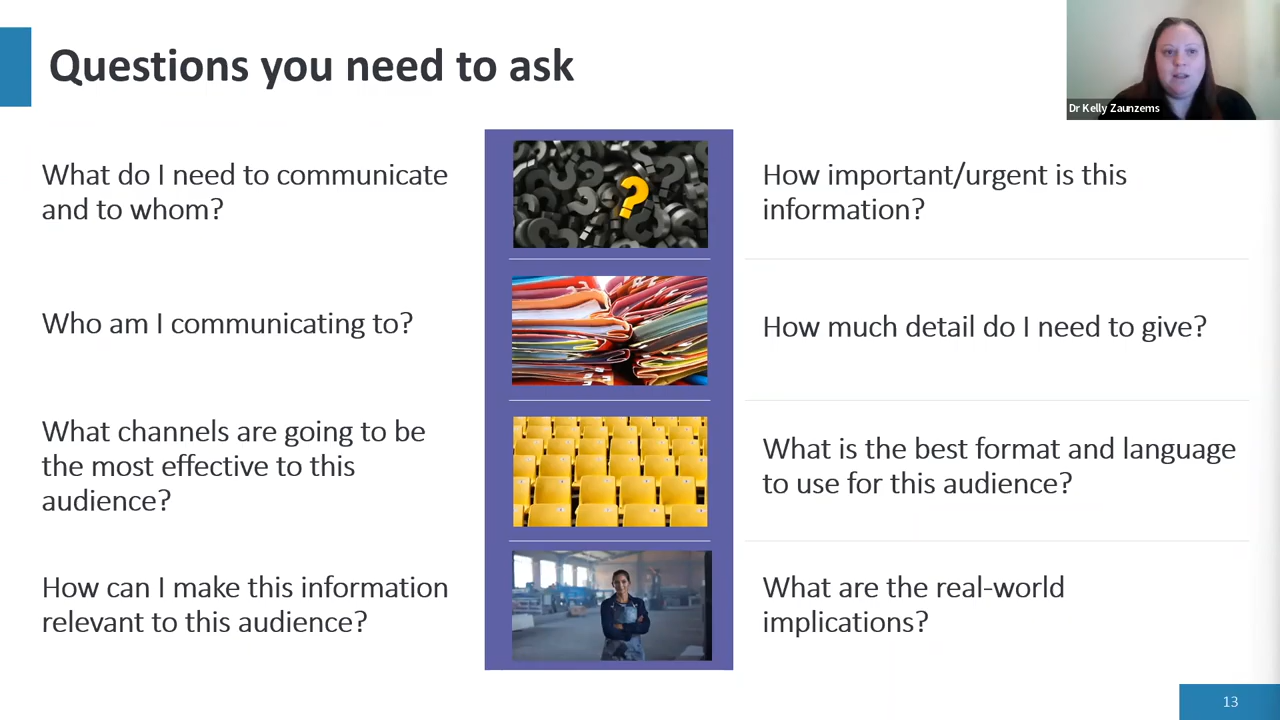 Questions you need to ask
Dr Kelly Zaunzems
What do I need to communicate
and to whom?
How important/urgent is this
information?
Who am I communicating to?
How much detail do I need to give?
What channels are going to be
the most effective to this
audience?
What is the best format and language
to use for this audience?
How can I make this information
relevant to this audience?
What are the real-world
implications?
13